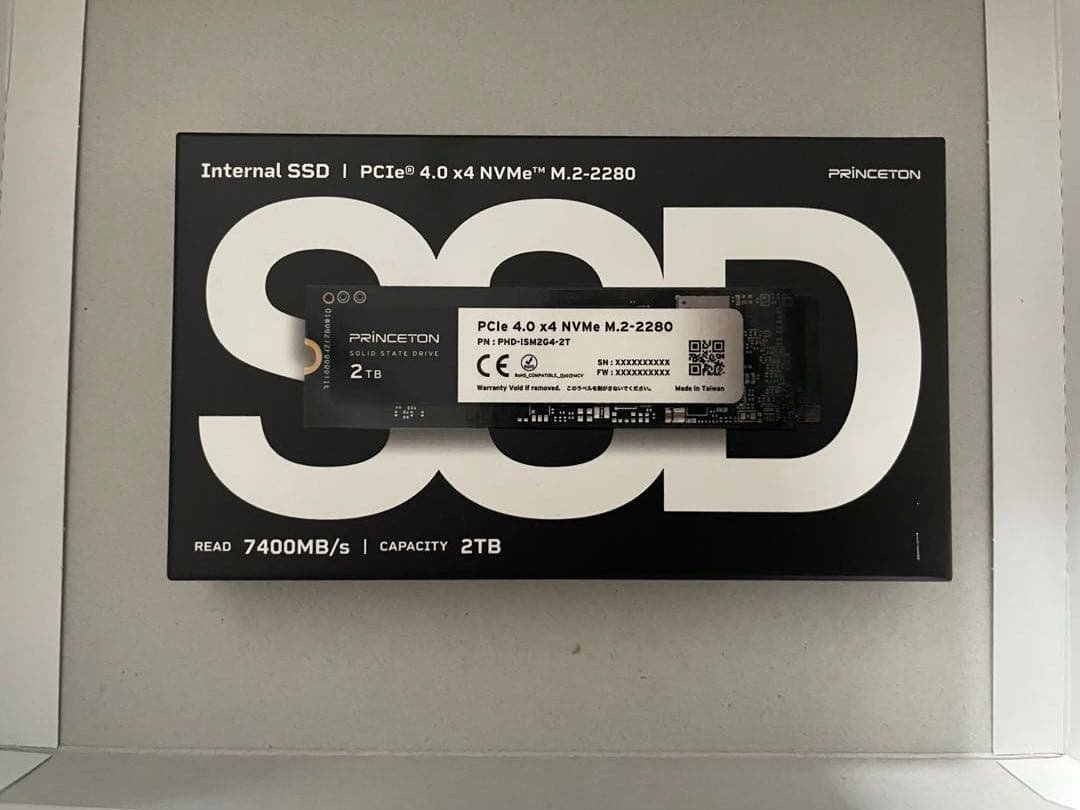 Internal SSD | PCIe® 4.0 x4 NVMe™ M.2-2280
PRINCETON
SSD
PRINCETON
SOLID STATE DRIVE
2TB
PCIe 4.0 x4 NVMe M.2-2280
PN : PHD-ISM2G4-2T
CE
SN : XXXXXXXXXX
FW : XXXXXXXXXX
Warranty Void if removed. このラベルを剥がさないでください。
Made in Taiwan
READ 7400MB/s | CAPACITY 2TB